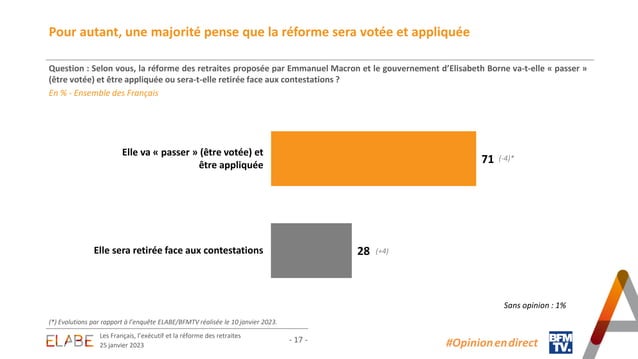 Pour autant, une majorité pense que la réforme sera votée et appliquée
Question : Selon vous, la réforme des retraites proposée par Emmanuel Macron et le gouvernement d'Elisabeth Borne va-t-elle « passer »
(être votée) et être appliquée ou sera-t-elle retirée face aux contestations ?
En % - Ensemble des Français
Elle va « passer » (être votée) et
être appliquée
71 (-4)*
Elle sera retirée face aux contestations
28 (+4)
Sans opinion : 1%
(*) Evolutions par rapport à l'enquête ELABE/BFMTV réalisée le 10 janvier 2023.
ELABE
Les Français, l'exécutif et la réforme des retraites
25 janvier 2023
- 17 -
#Opinion en direct
BFM
TV.